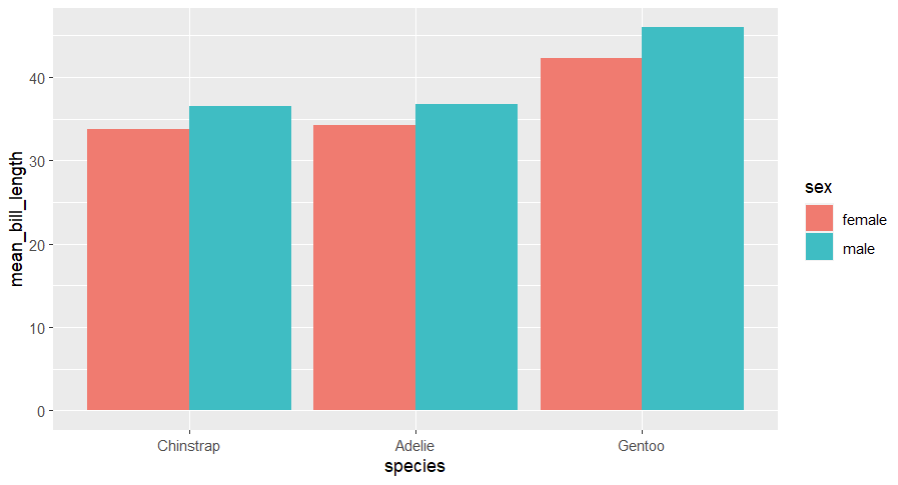 mean_bill_length
40
30
20
10
0
Chinstrap Adelie Gentoo
species
sex
female
male